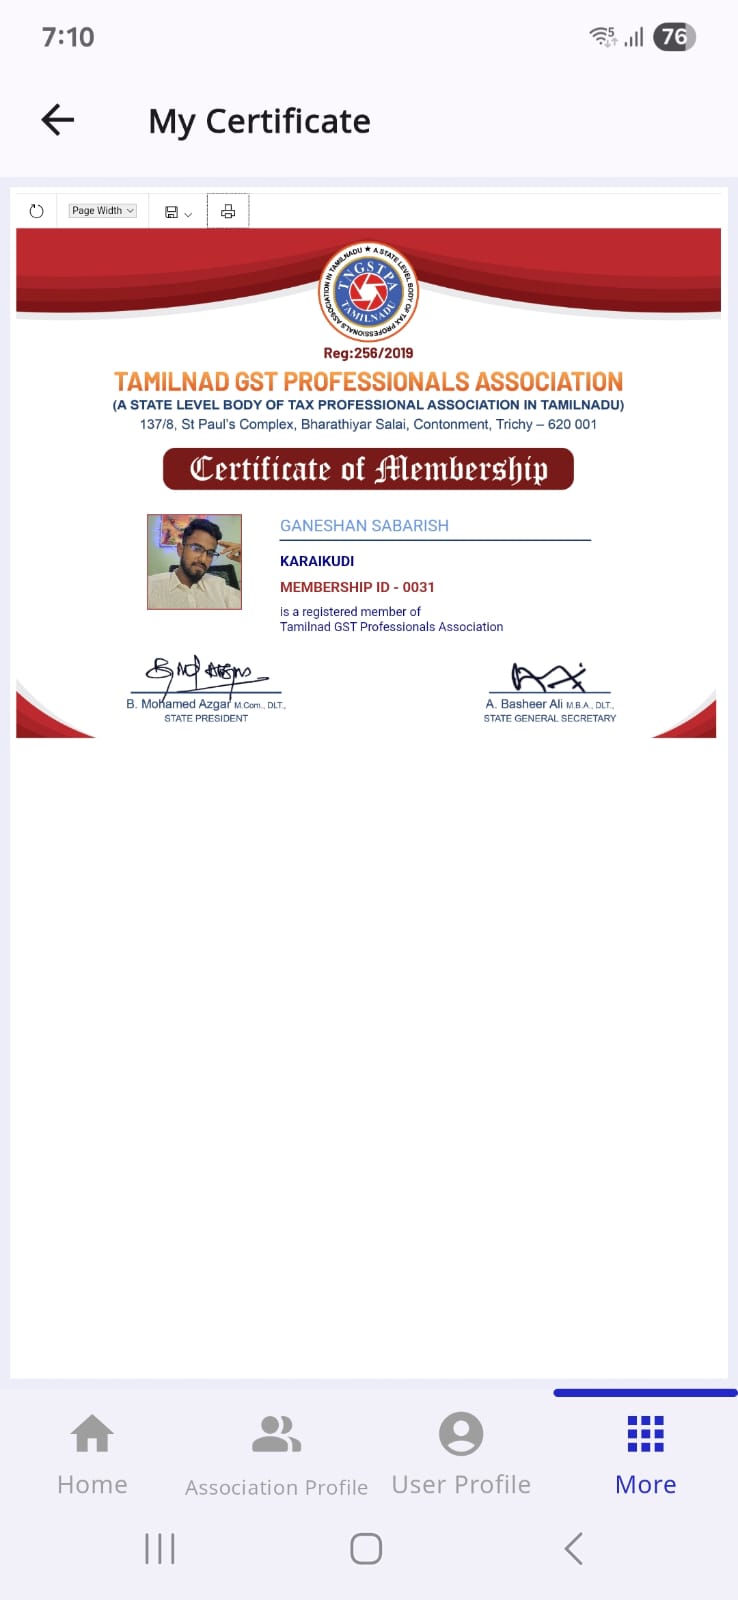 7:10
5
76
My Certificate
Page Width
A STATE LEVEL BODY OF TAX PROFESSIONALS ASSOCIATION IN TAMILNADU ★
TNGSTPA
TAMILNADU
Reg:256/2019
TAMILNAD GST PROFESSIONALS ASSOCIATION
(A STATE LEVEL BODY OF TAX PROFESSIONAL ASSOCIATION IN TAMILNADU)
137/8, St Paul's Complex, Bharathiyar Salai, Contonment, Trichy – 620 001
Certificate of Membership
GANESHAN SABARISH
KARAIKUDI
MEMBERSHIP ID - 0031
is a registered member of
Tamilnad GST Professionals Association
B. Mohamed Azgar M.Com., DLT.,
STATE PRESIDENT
A. Basheer Ali M.B.A., DLT.,
STATE GENERAL SECRETARY
Home
Association Profile
User Profile
More